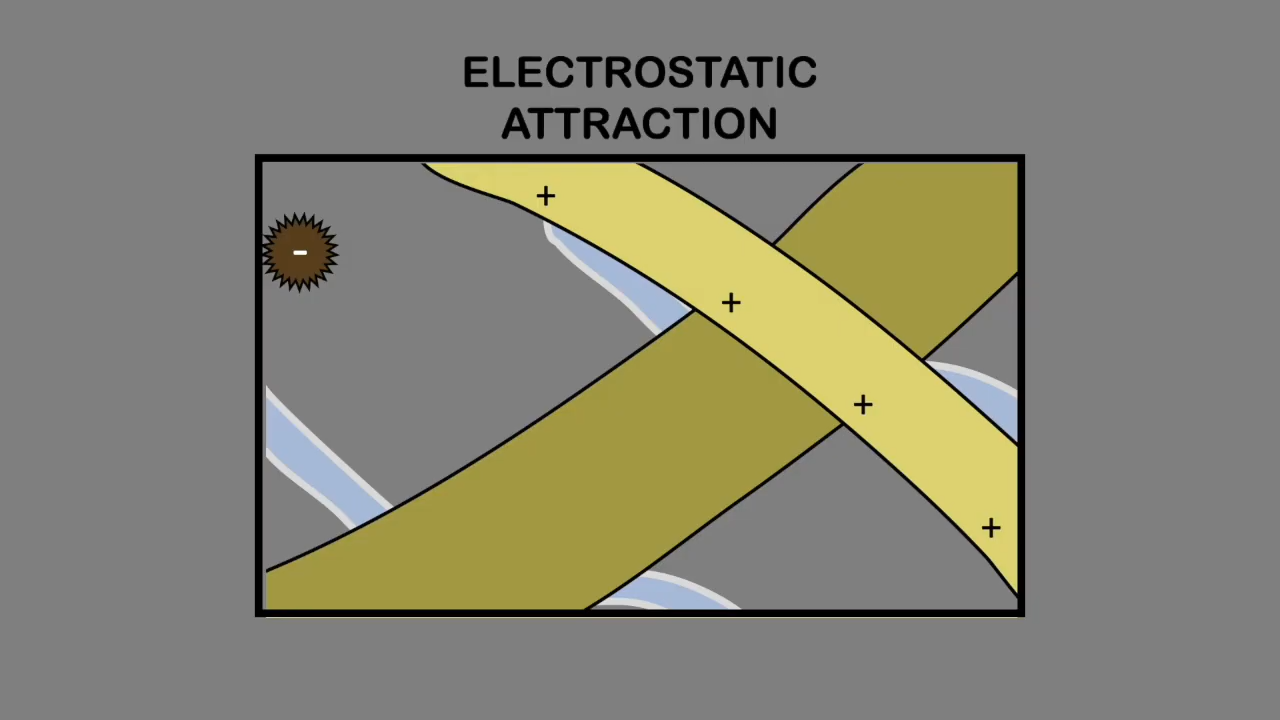 ELECTROSTATIC
ATTRACTION
+
-
+
+
+